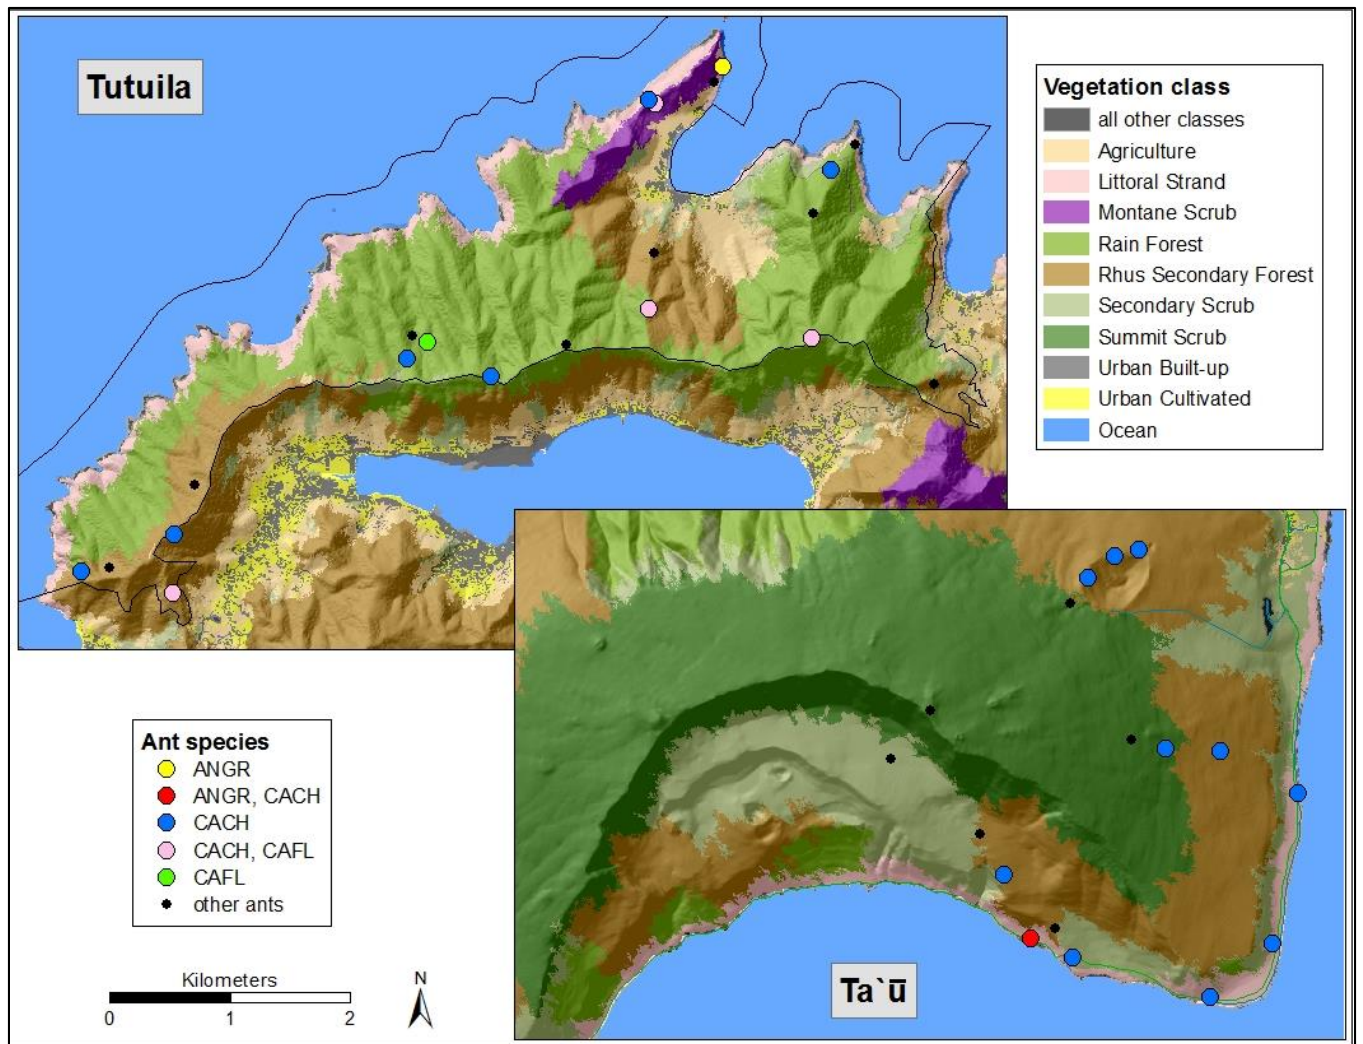 Tutuila
Vegetation class
all other classes
Agriculture
Littoral Strand
Montane Scrub
Rain Forest
Rhus Secondary Forest
Secondary Scrub
Summit Scrub
Urban Built-up
Urban Cultivated
Ocean
Ant species
ANGR
ANGR, CACH
CACH
CACH, CAFL
CAFL
other ants
Kilometers
0 1 2
N
Ta`ū